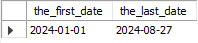 the_first_date the_last_date
2024-01-01 2024-08-27